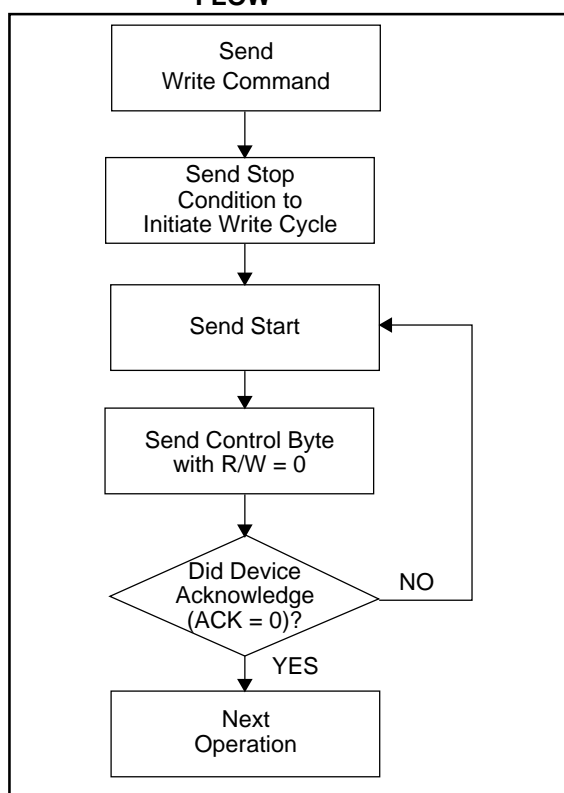 FLOW
Send
Write Command
Send Stop
Condition to
Initiate Write Cycle
Send Start
Send Control Byte
with R/W = 0
Did Device
Acknowledge
(ACK = 0)?
NO
YES
Next
Operation